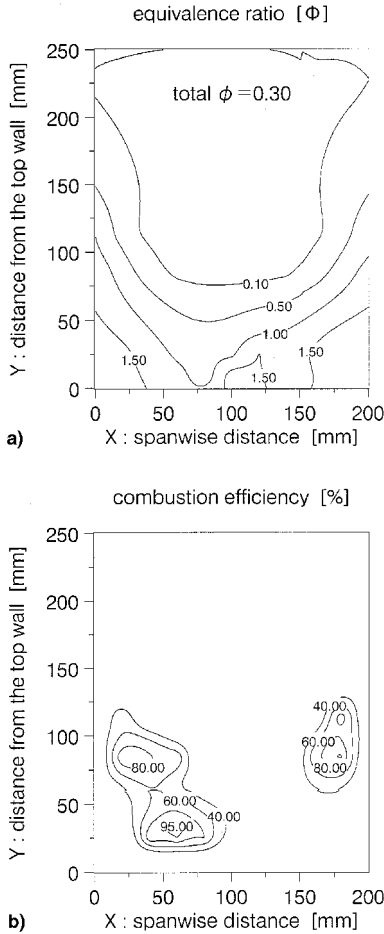 equivalence ratio [Φ]
250
total ϕ=0.30
200
150
100
0.10
0.50
50
1.00
1.50
1.50
1.50
0
0 50 100 150 200
Y : distance from the top wall [mm]
a)
X : spanwise distance [mm]
combustion efficiency [%]
250
200
150
40.00
100
60.00
80.00
80.00
60.00
50
40.00
95.00
0
0 50 100 150 200
Y : distance from the top wall [mm]
b)
X : spanwise distance [mm]